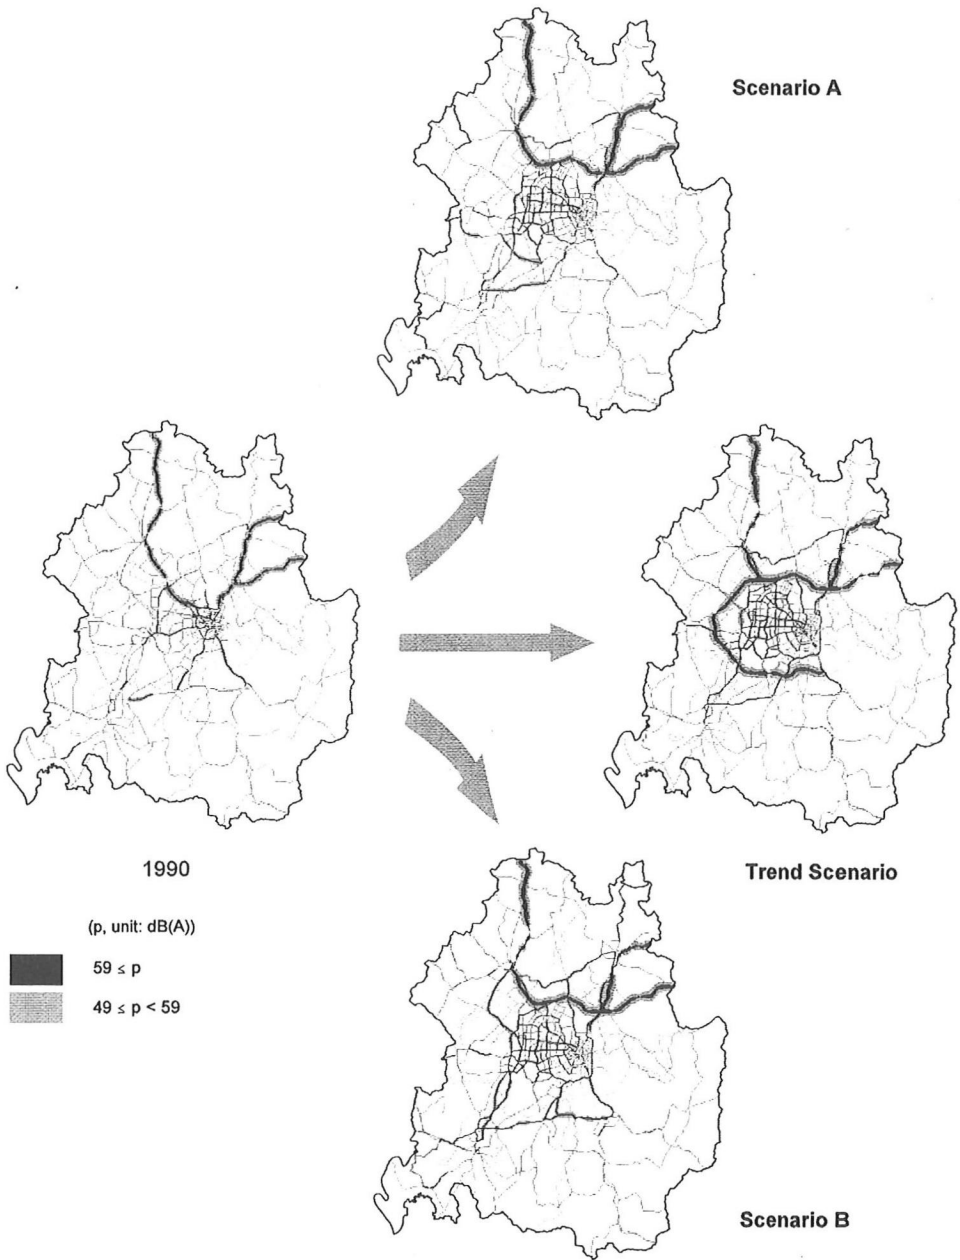 Scenario A
1990
Trend Scenario
(p, unit: dB(A))
59 ≤ p
49 ≤ p < 59
Scenario B